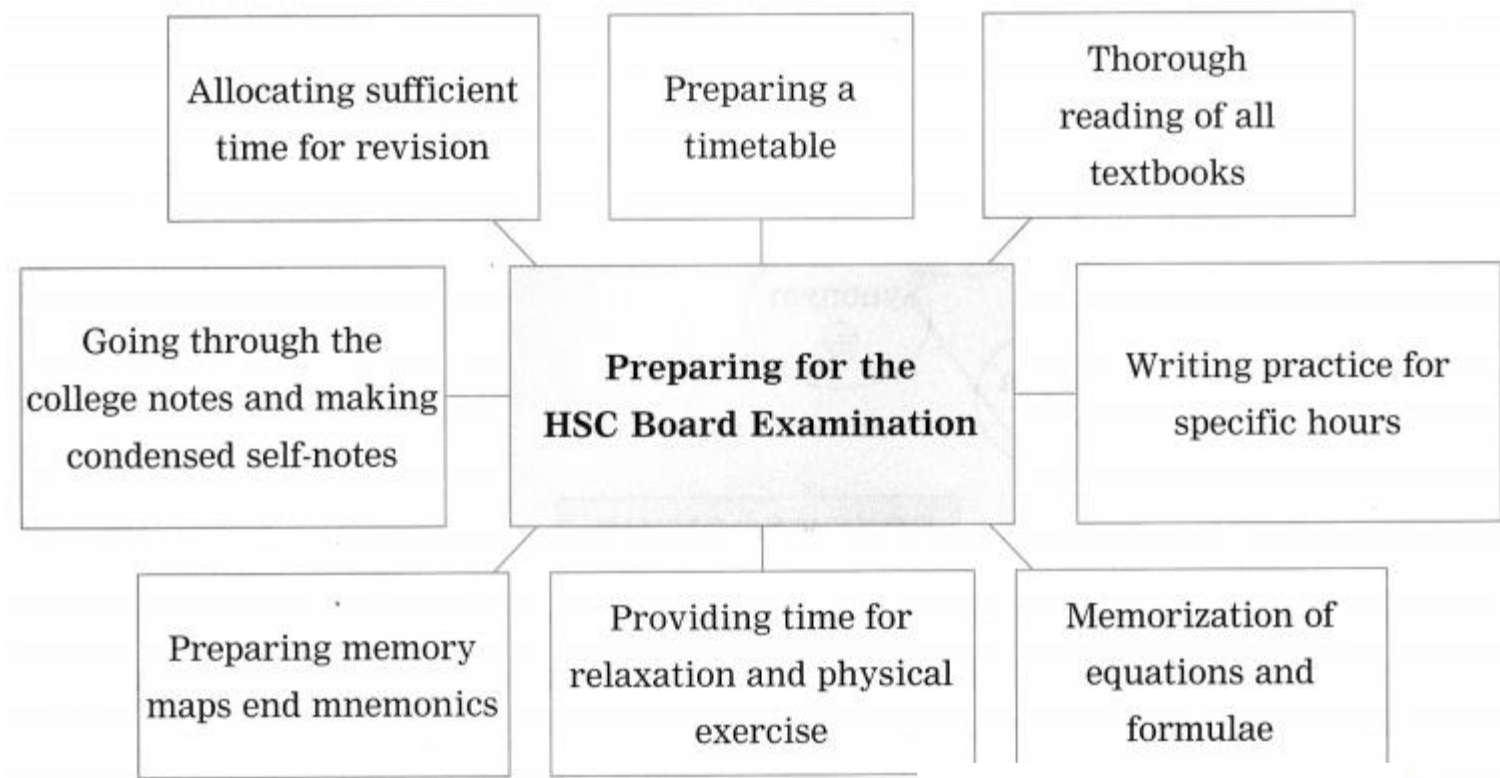 Allocating sufficient
time for revision
Preparing a
timetable
Thorough
reading of all
textbooks
Going through the
college notes and making
condensed self-notes
Preparing for the
HSC Board Examination
Writing practice for
specific hours
Preparing memory
maps end mnemonics
Providing time for
relaxation and physical
exercise
Memorization of
equations and
formulae